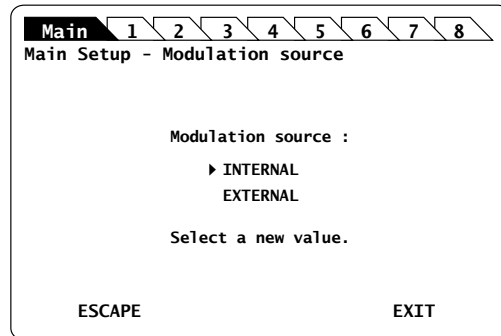 Main 1 2 3 4 5 6 7 8
Main Setup - Modulation source
Modulation source :
INTERNAL
EXTERNAL
Select a new value.
ESCAPE EXIT